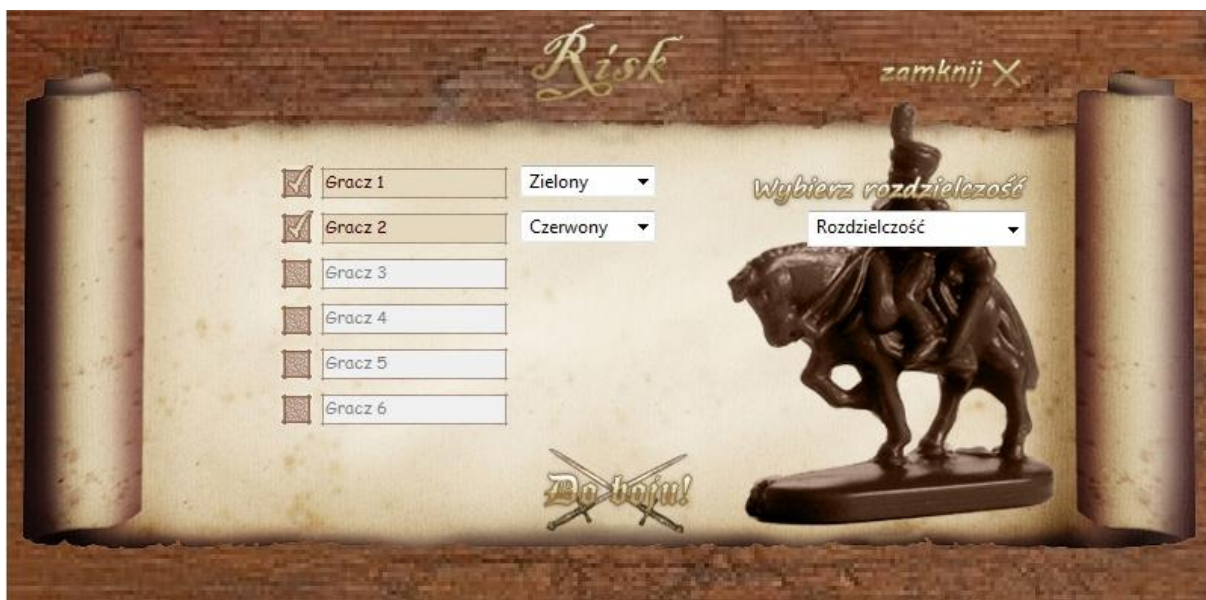 Risk
zamknij X
Gracz 1
Zielony
Wybierz rozdzielczość
Gracz 2
Czerwony
Rozdzielczość
Gracz 3
Gracz 4
Gracz 5
Gracz 6
Do boju!